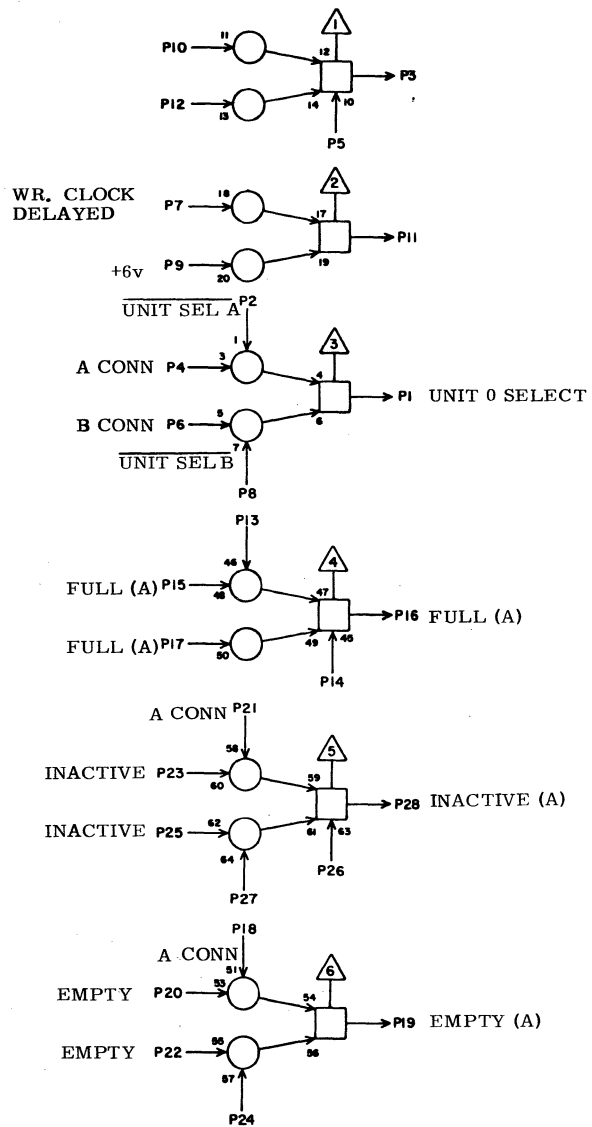 1
P10 11 12
P3
P12 13 14 10
P5
2
WR. CLOCK
DELAYED
P7 18 17
P11
+6v P9 20 19
P2
UNIT SEL A
3
1
A CONN P4 3 4
P1 UNIT 0 SELECT
B CONN P6 5 6
7
UNIT SEL B
P8
P13
4
46
FULL (A) P15 48 47
P16 FULL (A)
FULL (A) P17 50 49 45
P14
A CONN P21
5
58
INACTIVE P23 60 59
P28 INACTIVE (A)
INACTIVE P25 62 61 63
64
P26
P27
P18
A CONN
6
51
EMPTY P20 53 54
P19 EMPTY (A)
EMPTY P22 55 56
57
P24